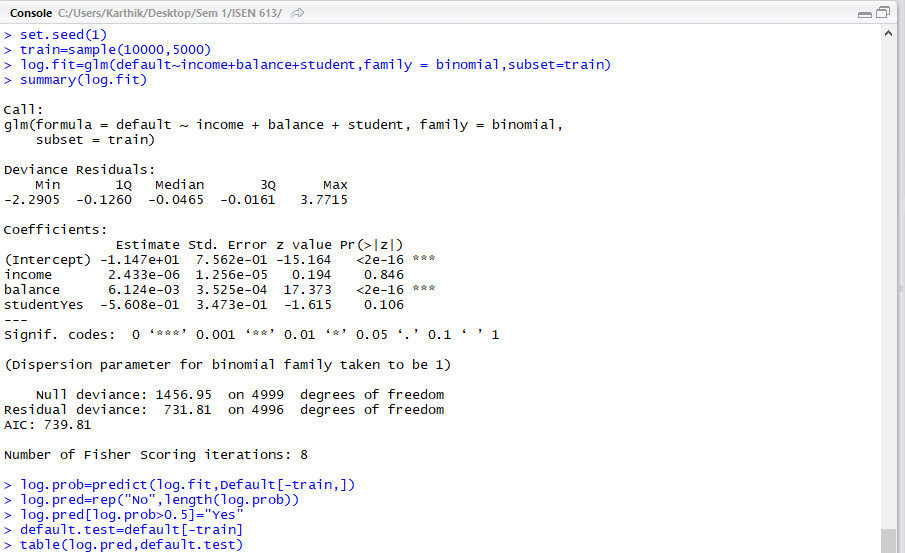 Console C:/Users/Karthik/Desktop/Sem 1/ISEN 613/
> set.seed(1)
> train=sample(10000,5000)
> log.fit=glm(default~income+balance+student,family = binomial,subset=train)
> summary(log.fit)
Call:
glm(formula = default ~ income + balance + student, family = binomial,
    subset = train)
Deviance Residuals:
    Min       1Q   Median       3Q      Max
-2.2905  -0.1260  -0.0465  -0.0161   3.7715
Coefficients:
              Estimate Std. Error z value Pr(>|z|)
(Intercept) -1.147e+01  7.562e-01 -15.164   <2e-16 ***
income       2.433e-06  1.256e-05   0.194    0.846
balance      6.124e-03  3.525e-04  17.373   <2e-16 ***
studentYes  -5.608e-01  3.473e-01  -1.615    0.106
---
Signif. codes:  0 ‘***’ 0.001 ‘**’ 0.01 ‘*’ 0.05 ‘.’ 0.1 ‘ ’ 1
(Dispersion parameter for binomial family taken to be 1)
    Null deviance: 1456.95  on 4999  degrees of freedom
Residual deviance:  731.81  on 4996  degrees of freedom
AIC: 739.81
Number of Fisher Scoring iterations: 8
> log.prob=predict(log.fit,Default[-train,])
> log.pred=rep("No",length(log.prob))
> log.pred[log.prob>0.5]="Yes"
> default.test=default[-train]
> table(log.pred,default.test)